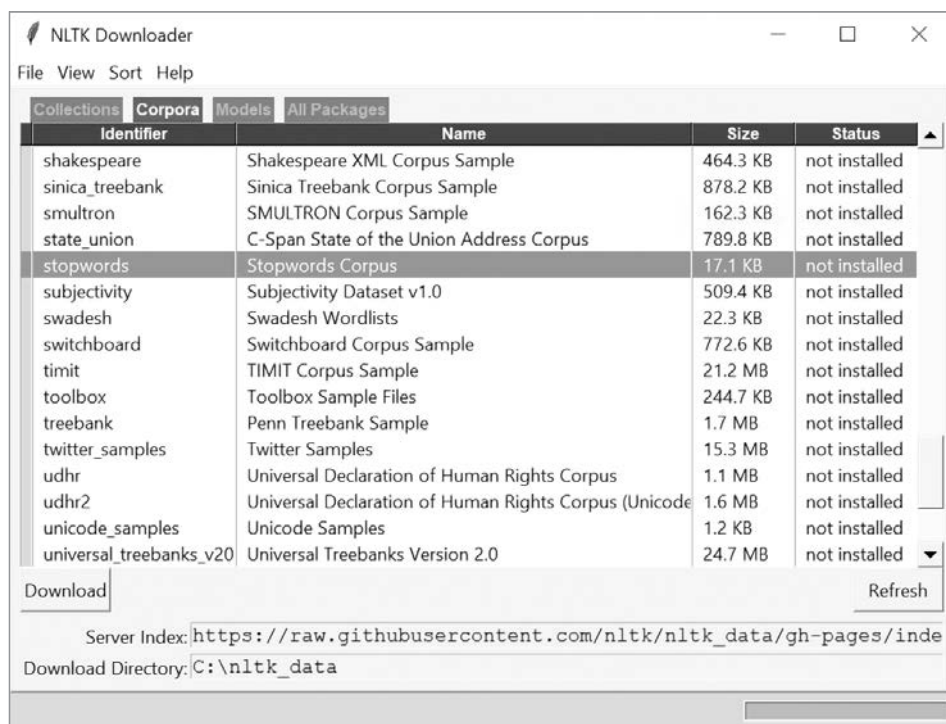 NLTK Downloader
File View Sort Help
Collections Corpora Models All Packages
Identifier Name Size Status
shakespeare Shakespeare XML Corpus Sample 464.3 KB not installed
sinica_treebank Sinica Treebank Corpus Sample 878.2 KB not installed
smultron SMULTRON Corpus Sample 162.3 KB not installed
state_union C-Span State of the Union Address Corpus 789.8 KB not installed
stopwords Stopwords Corpus 17.1 KB not installed
subjectivity Subjectivity Dataset v1.0 509.4 KB not installed
swadesh Swadesh Wordlists 22.3 KB not installed
switchboard Switchboard Corpus Sample 772.6 KB not installed
timit TIMIT Corpus Sample 21.2 MB not installed
toolbox Toolbox Sample Files 244.7 KB not installed
treebank Penn Treebank Sample 1.7 MB not installed
twitter_samples Twitter Samples 15.3 MB not installed
udhr Universal Declaration of Human Rights Corpus 1.1 MB not installed
udhr2 Universal Declaration of Human Rights Corpus (Unicode 1.6 MB not installed
unicode_samples Unicode Samples 1.2 KB not installed
universal_treebanks_v20 Universal Treebanks Version 2.0 24.7 MB not installed
Download Refresh
Server Index: https://raw.githubusercontent.com/nltk/nltk_data/gh-pages/inde
Download Directory: C:\nltk_data